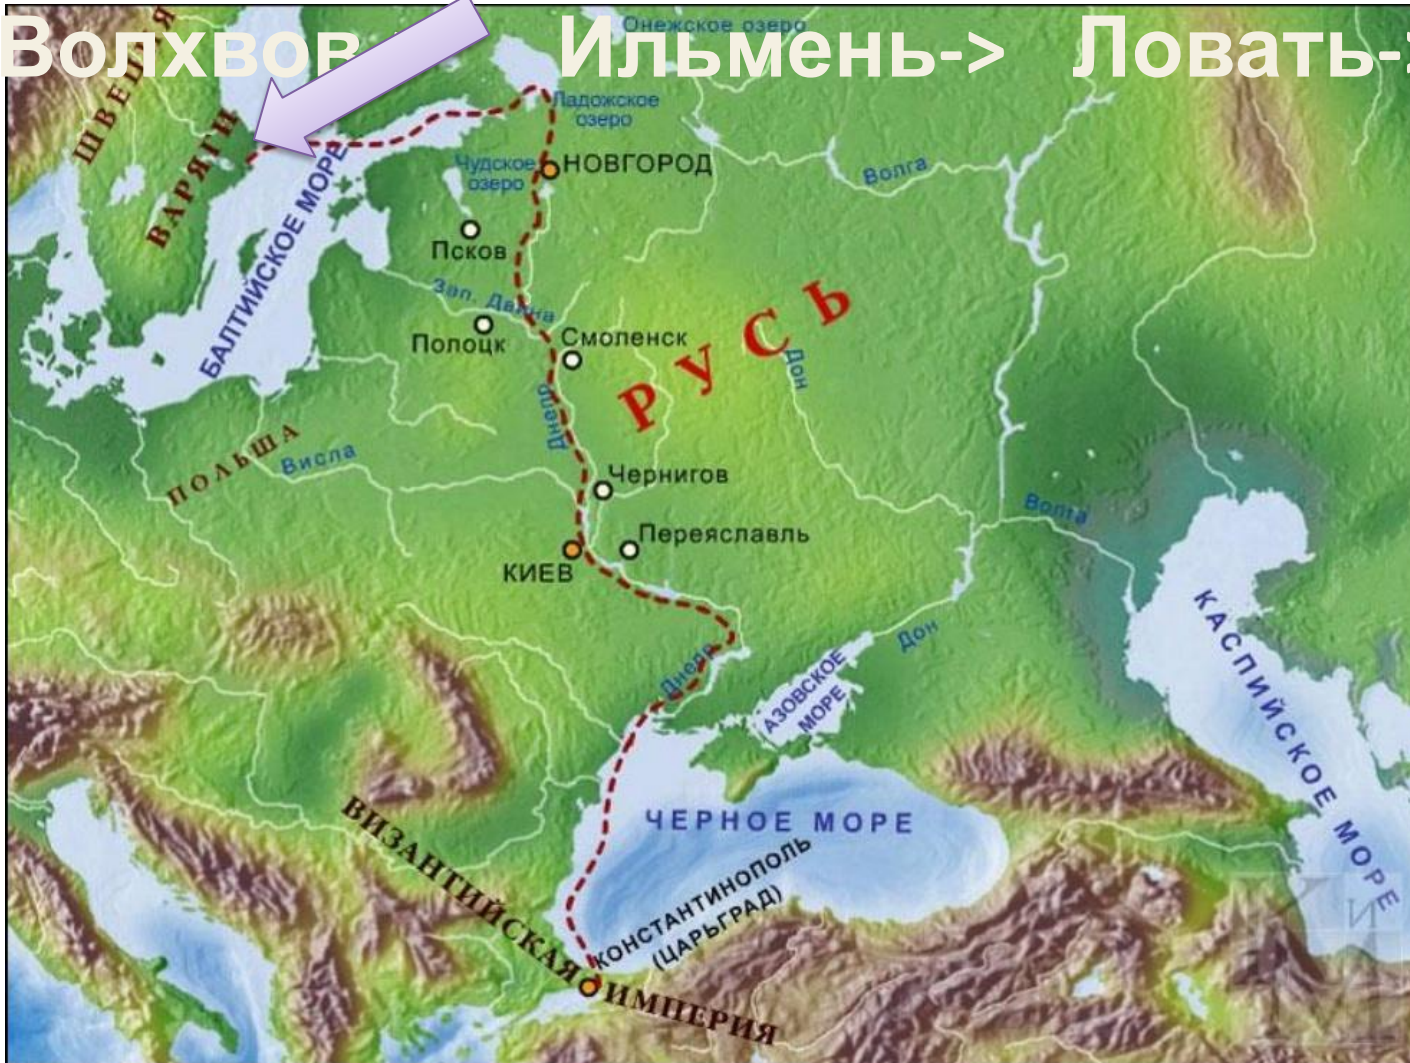 Волхвов Ильмень-> Ловать->
Онежское озеро
ШВЕЦИЯ
ВАРЯГИ
Ладожское
озеро
Чудское
озеро
НОВГОРОД
Волга
БАЛТИЙСКОЕ МОРЕ
Псков
Зап. Двина
Полоцк
Смоленск
РУСЬ
Дон
Днепр
ПОЛЬША
Висла
Чернигов
Волга
Переяславль
КИЕВ
Дон
Днепр
АЗОВСКОЕ
МОРЕ
КАСПИЙСКОЕ МОРЕ
ЧЕРНОЕ МОРЕ
КОНСТАНТИНОПОЛЬ
(ЦАРЬГРАД)
ВИЗАНТИЙСКАЯ ИМПЕРИЯ
К И
М